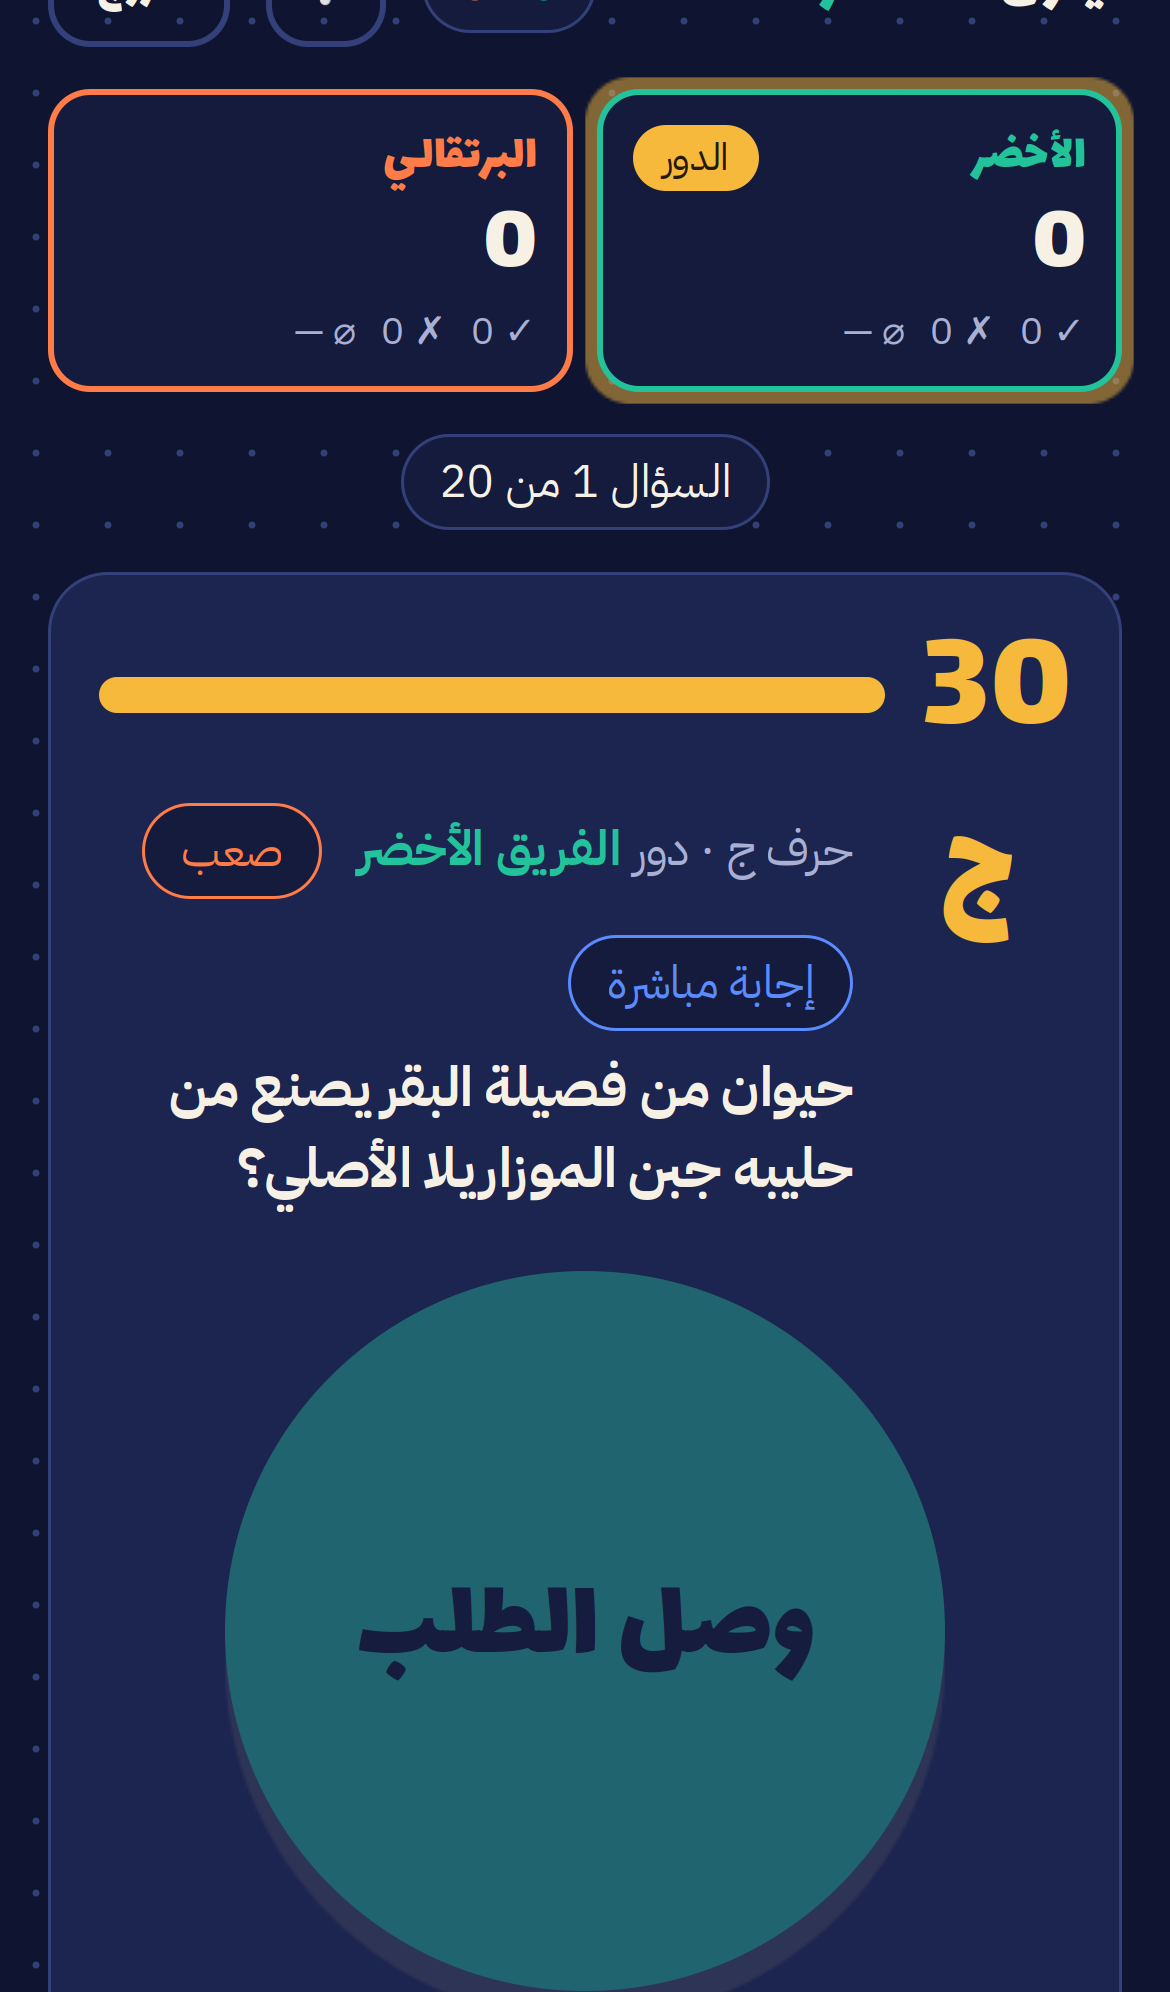 الأخضر
الدور
0
✓ 0 ✗ 0 ⌀ —
البرتقالي
0
✓ 0 ✗ 0 ⌀ —
السؤال 1 من 20
30
ج
حرف ج · دور الفريق الأخضر
صعب
إجابة مباشرة
حيوان من فصيلة البقر يصنع من
حليبه جبن الموزاريلا الأصلي؟
وصل الطلب